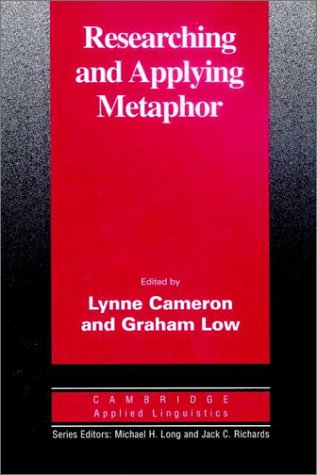 Researching
and Applying
Metaphor
Edited by
Lynne Cameron
and Graham Low
CAMBRIDGE
Applied Linguistics
Series Editors: Michael H. Long and Jack C. Richards